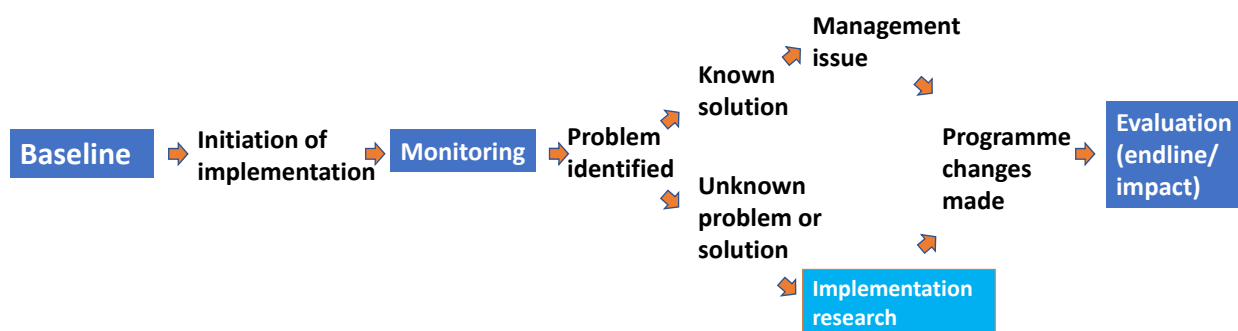 Baseline
Initiation of
implementation
Monitoring
Problem
identified
Known
solution
Management
issue
Unknown
problem or
solution
Implementation
research
Programme
changes
made
Evaluation
(endline/
impact)